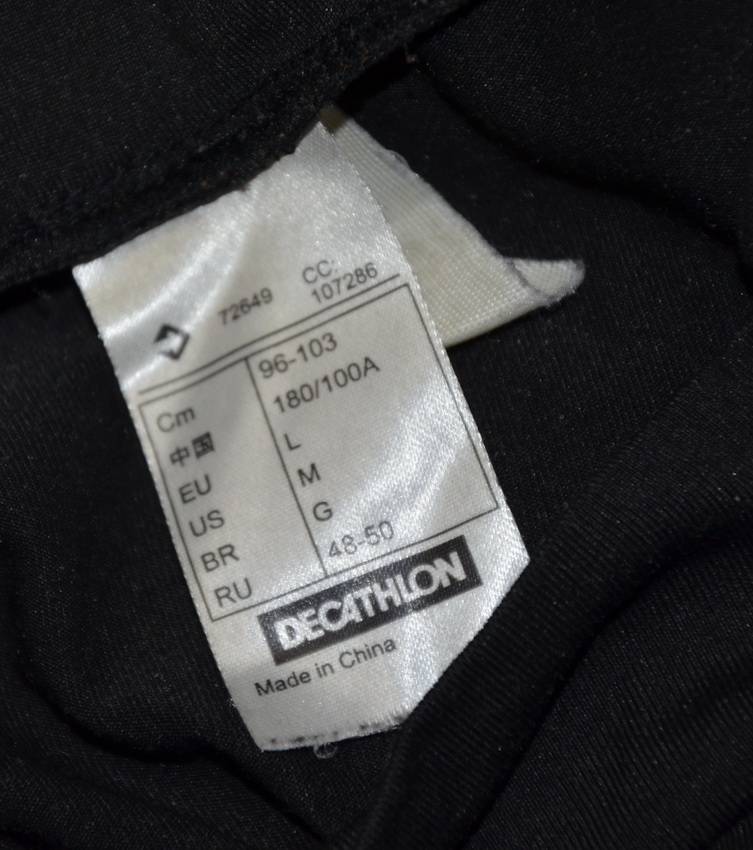 72649 CC: 107286
Cm 96-103
中国 180/100A
EU L
US M
BR G
RU 48-50
DECATHLON
Made in China